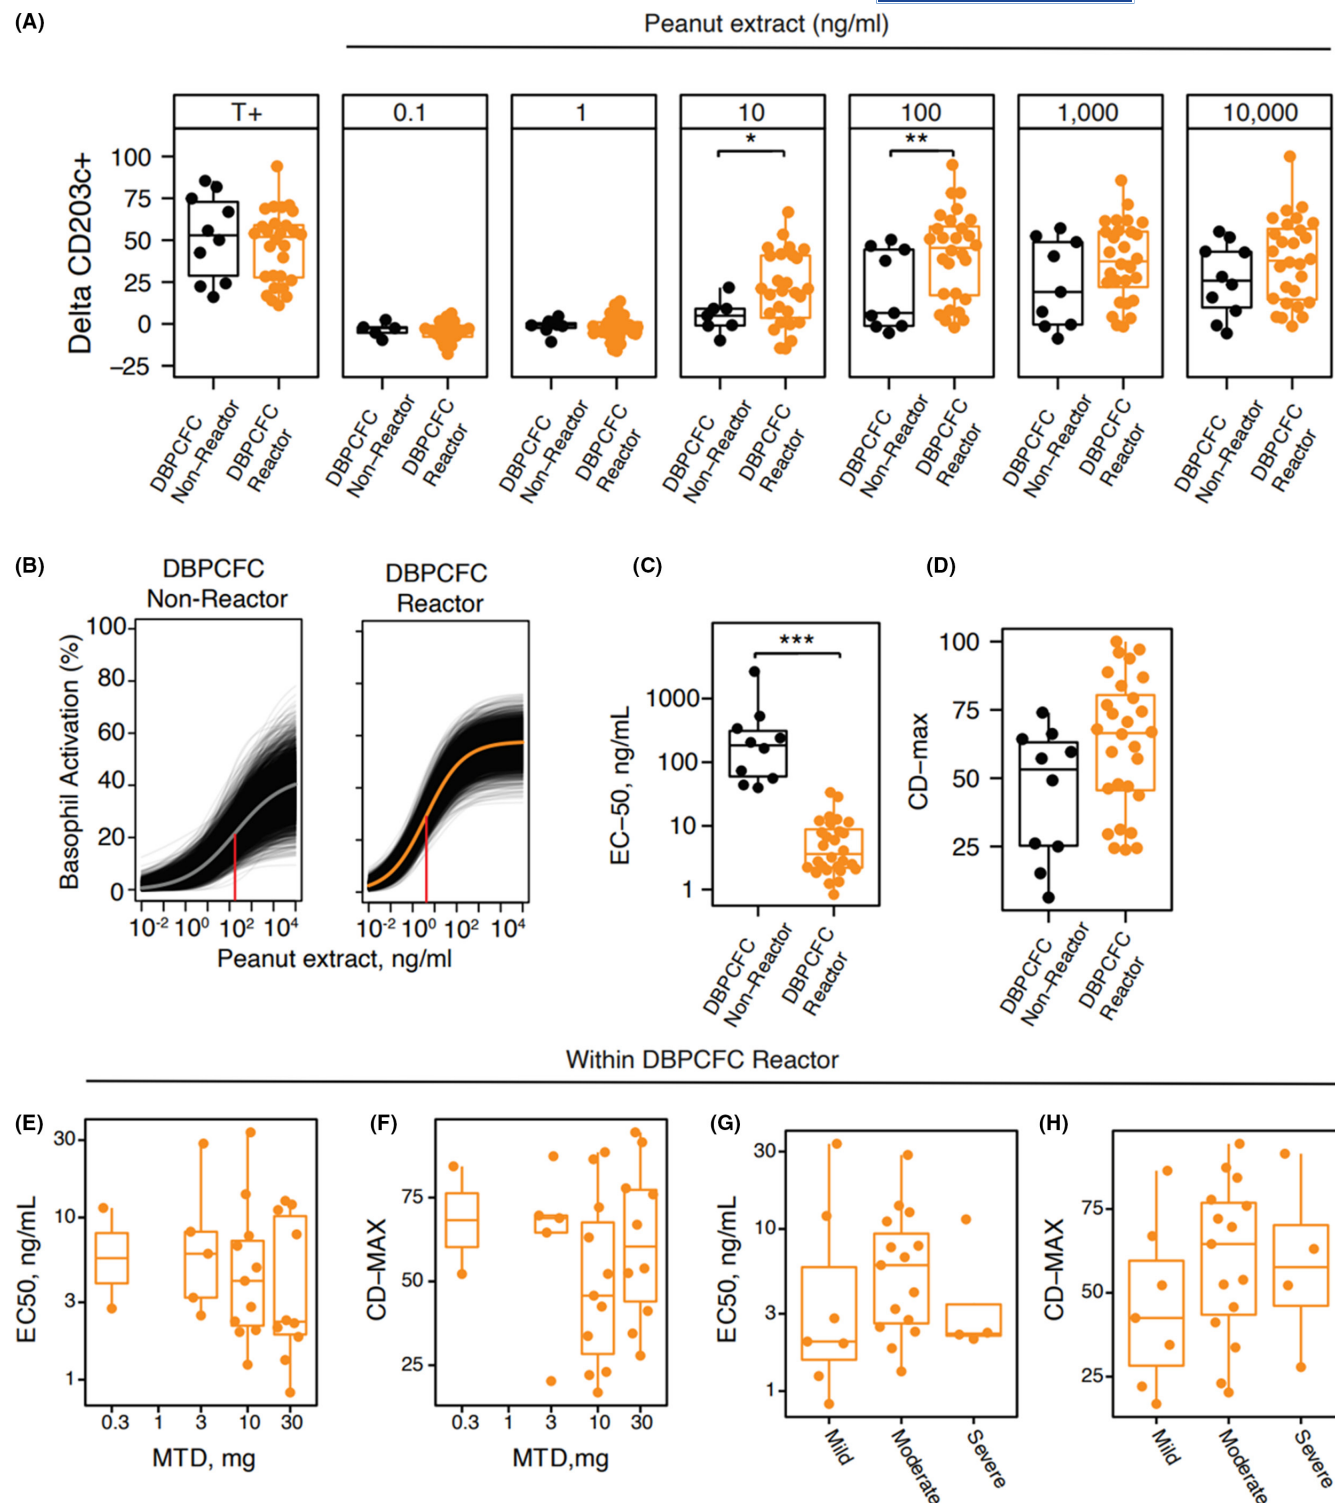 (A)
Peanut extract (ng/ml)
T+
0.1
1
10
100
1,000
10,000
Delta CD203c+
100
75
50
25
0
−25
*
**
DBPCFC
Non−Reactor
DBPCFC
Reactor
DBPCFC
Non−Reactor
DBPCFC
Reactor
DBPCFC
Non−Reactor
DBPCFC
Reactor
DBPCFC
Non−Reactor
DBPCFC
Reactor
DBPCFC
Non−Reactor
DBPCFC
Reactor
DBPCFC
Non−Reactor
DBPCFC
Reactor
DBPCFC
Non−Reactor
DBPCFC
Reactor
(B)
DBPCFC
Non-Reactor
DBPCFC
Reactor
Basophil Activation (%)
100
80
60
40
20
0
10-2 100 102 104
10-2 100 102 104
Peanut extract, ng/ml
(C)
EC−50, ng/mL
***
1000
100
10
1
DBPCFC
Non−Reactor
DBPCFC
Reactor
(D)
CD−max
100
75
50
25
DBPCFC
Non−Reactor
DBPCFC
Reactor
Within DBPCFC Reactor
(E)
EC50, ng/mL
30
10
3
1
0.3 1 3 10 30
MTD, mg
(F)
CD−MAX
75
50
25
0.3 1 3 10 30
MTD,mg
(G)
EC50, ng/mL
30
10
3
1
Mild
Moderate
Severe
(H)
CD−MAX
75
50
25
Mild
Moderate
Severe